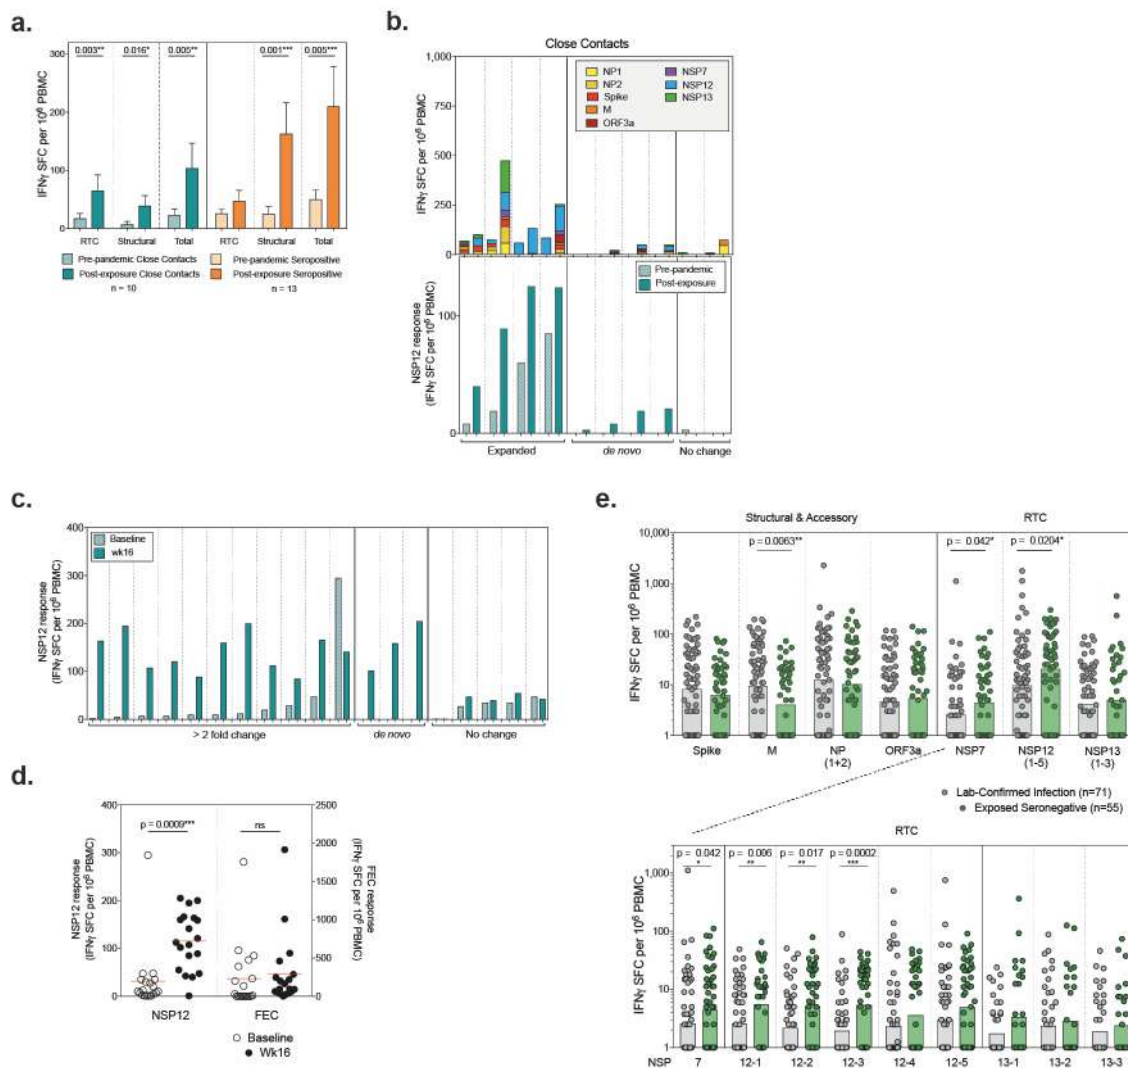 a.
0.003** 0.016* 0.005** 0.001*** 0.005***
300
200
100
0
IFNγ SFC per 10⁶ PBMC
RTC Structural Total RTC Structural Total
Pre-pandemic Close Contacts Pre-pandemic Seropositive
Post-exposure Close Contacts Post-exposure Seropositive
n = 10 n = 13
b.
Close Contacts
1,000
750
500
250
0
IFNγ SFC per 10⁶ PBMC
NP1 NSP7
NP2 NSP12
Spike NSP13
M
ORF3a
Pre-pandemic
Post-exposure
100
0
NSP12 response
(IFNγ SFC per 10⁶ PBMC)
Expanded de novo No change
c.
400
300
200
100
0
NSP12 response
(IFNγ SFC per 10⁶ PBMC)
Baseline
wk16
> 2 fold change de novo No change
d.
400
300
200
100
0
NSP12 response
(IFNγ SFC per 10⁶ PBMC)
p = 0.0009*** ns
2500
2000
1500
1000
500
0
FEC response
(IFNγ SFC per 10⁶ PBMC)
NSP12 FEC
Baseline
Wk16
e.
Structural & Accessory RTC
10,000
1,000
100
10
1
IFNγ SFC per 10⁶ PBMC
p = 0.0063** p = 0.042* p = 0.0204*
Spike M NP ORF3a NSP7 NSP12 NSP13
(1+2) (1-5) (1-3)
Lab-Confirmed Infection (n=71)
Exposed Seronegative (n=55)
RTC
p = 0.042 p = 0.006 p = 0.017 p = 0.0002
* ** ** ***
1,000
100
10
1
IFNγ SFC per 10⁶ PBMC
NSP 7 12-1 12-2 12-3 12-4 12-5 13-1 13-2 13-3